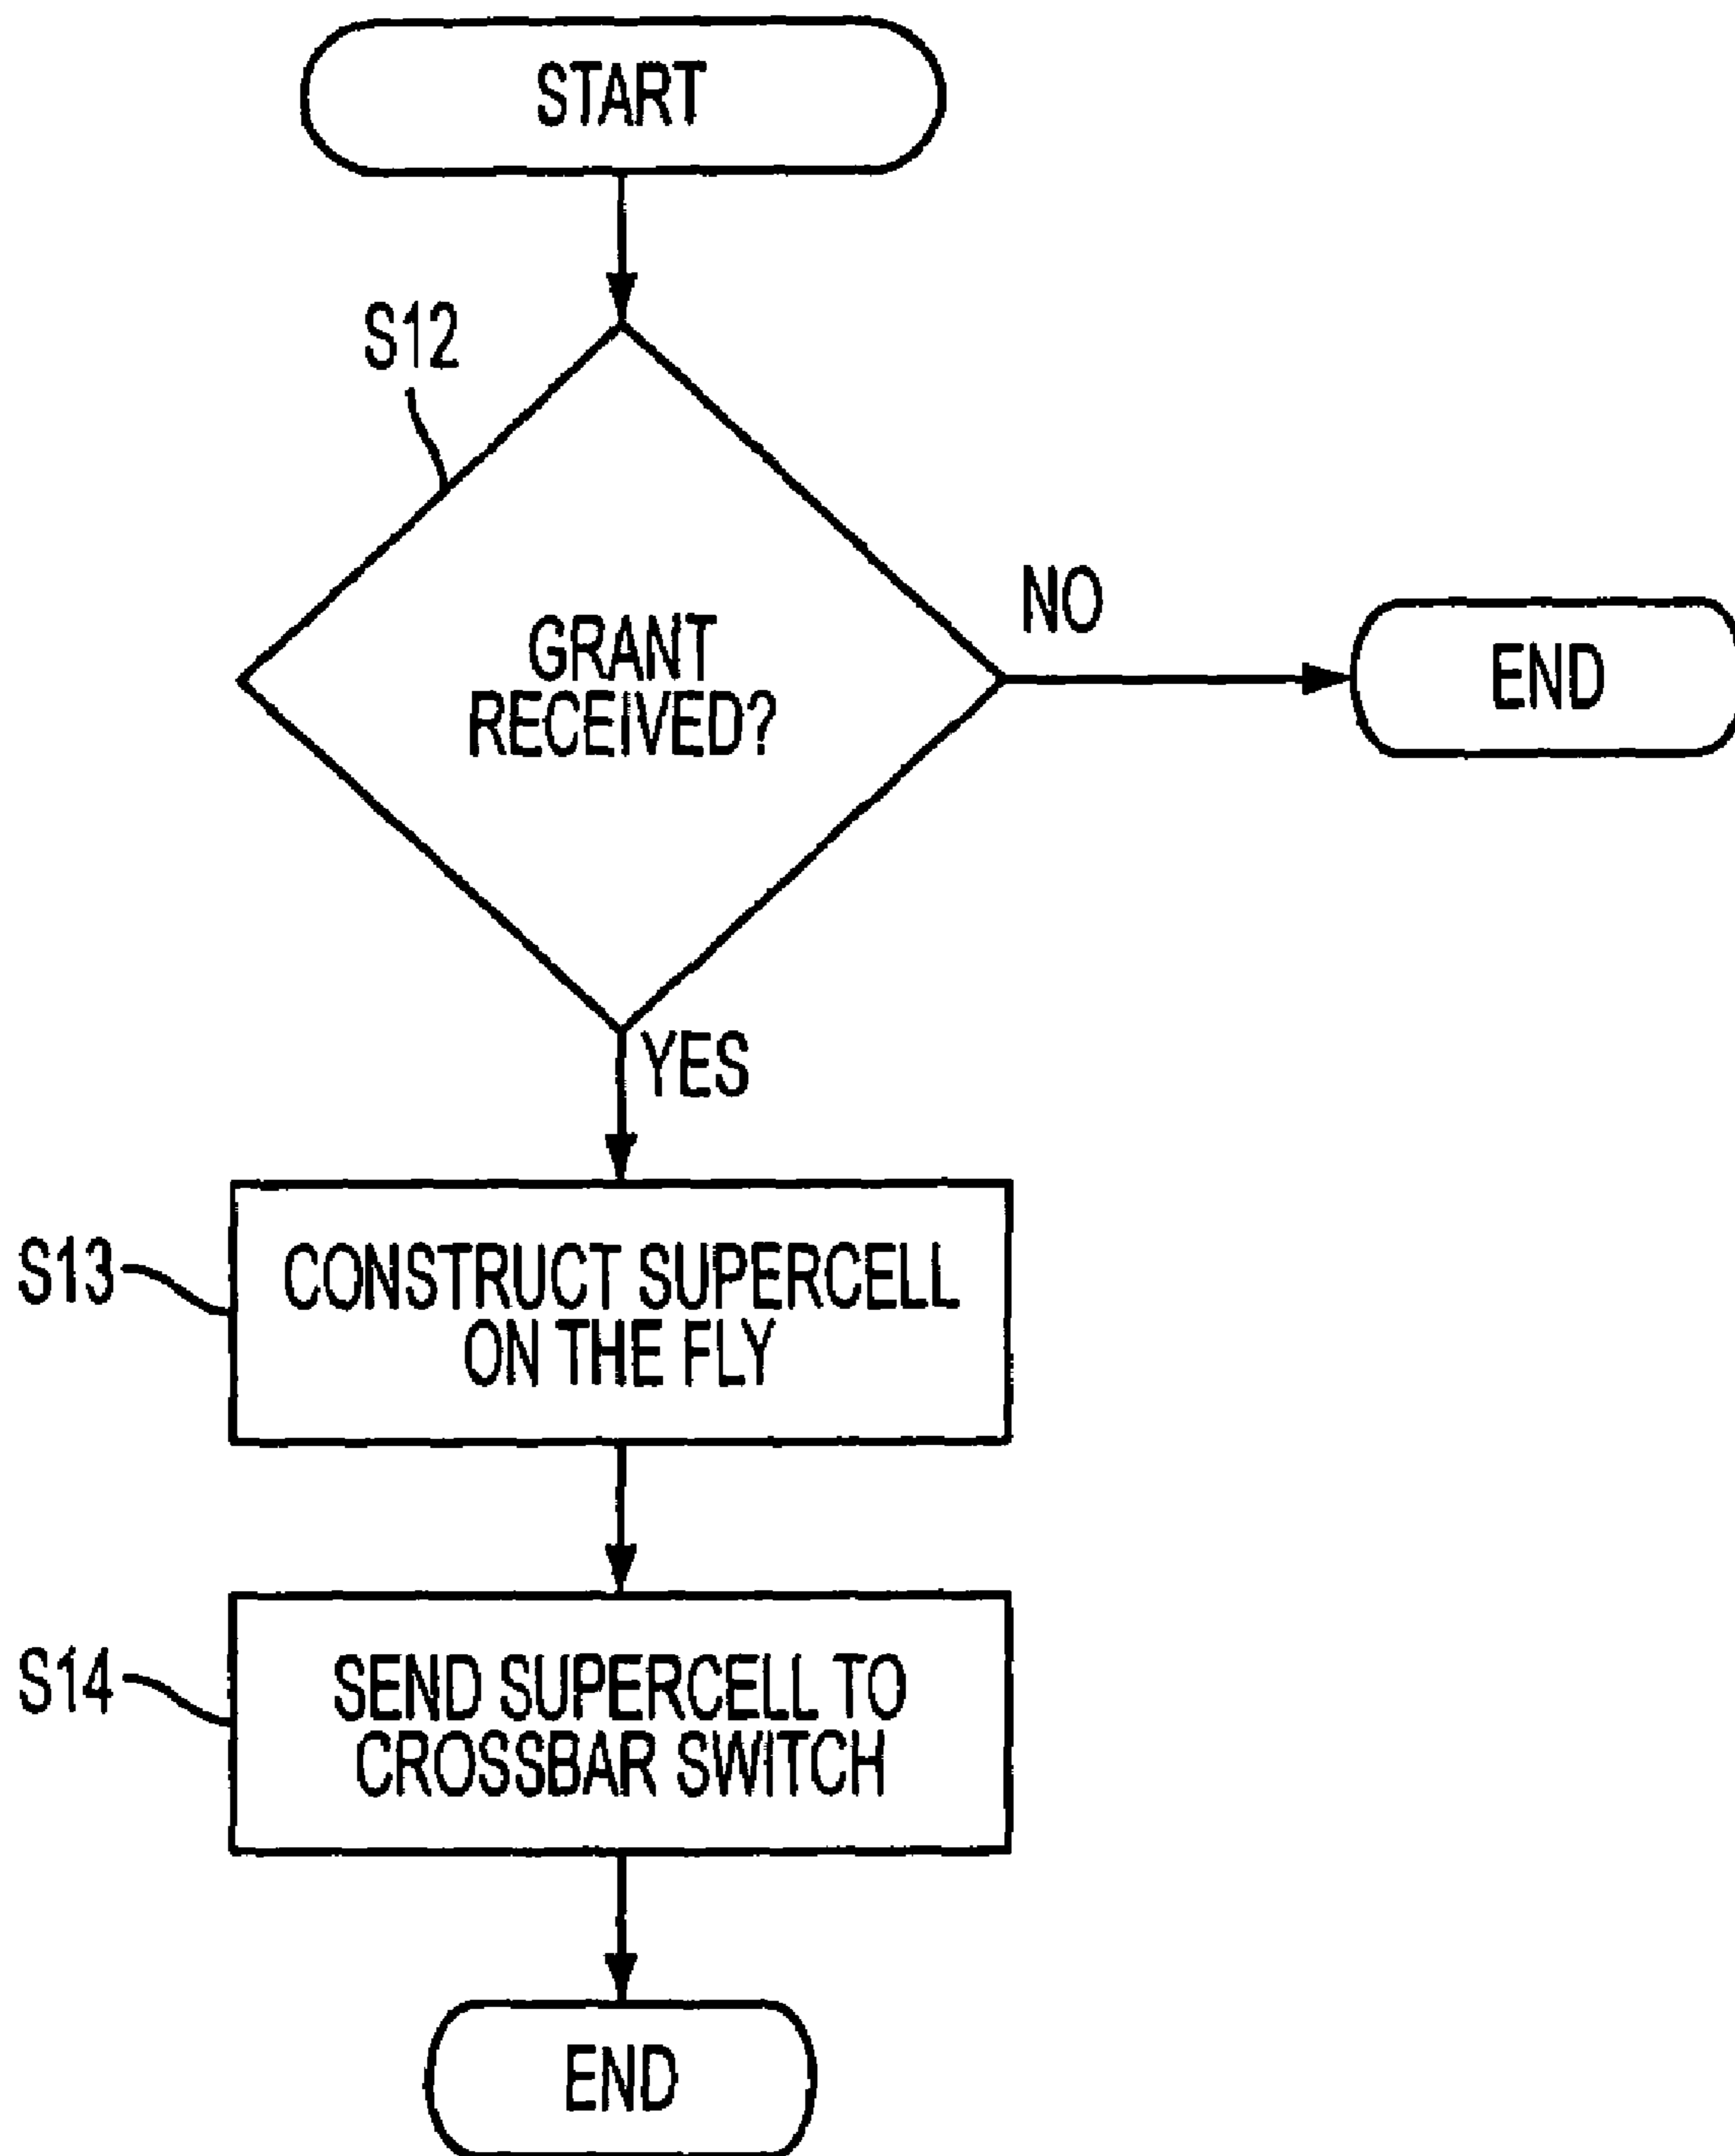 START
S12
GRANT
RECEIVED?
NO
END
YES
S13
CONSTRUCT SUPERCELL
ON THE FLY
S14
SEND SUPERCELL TO
CROSSBAR SWITCH
END